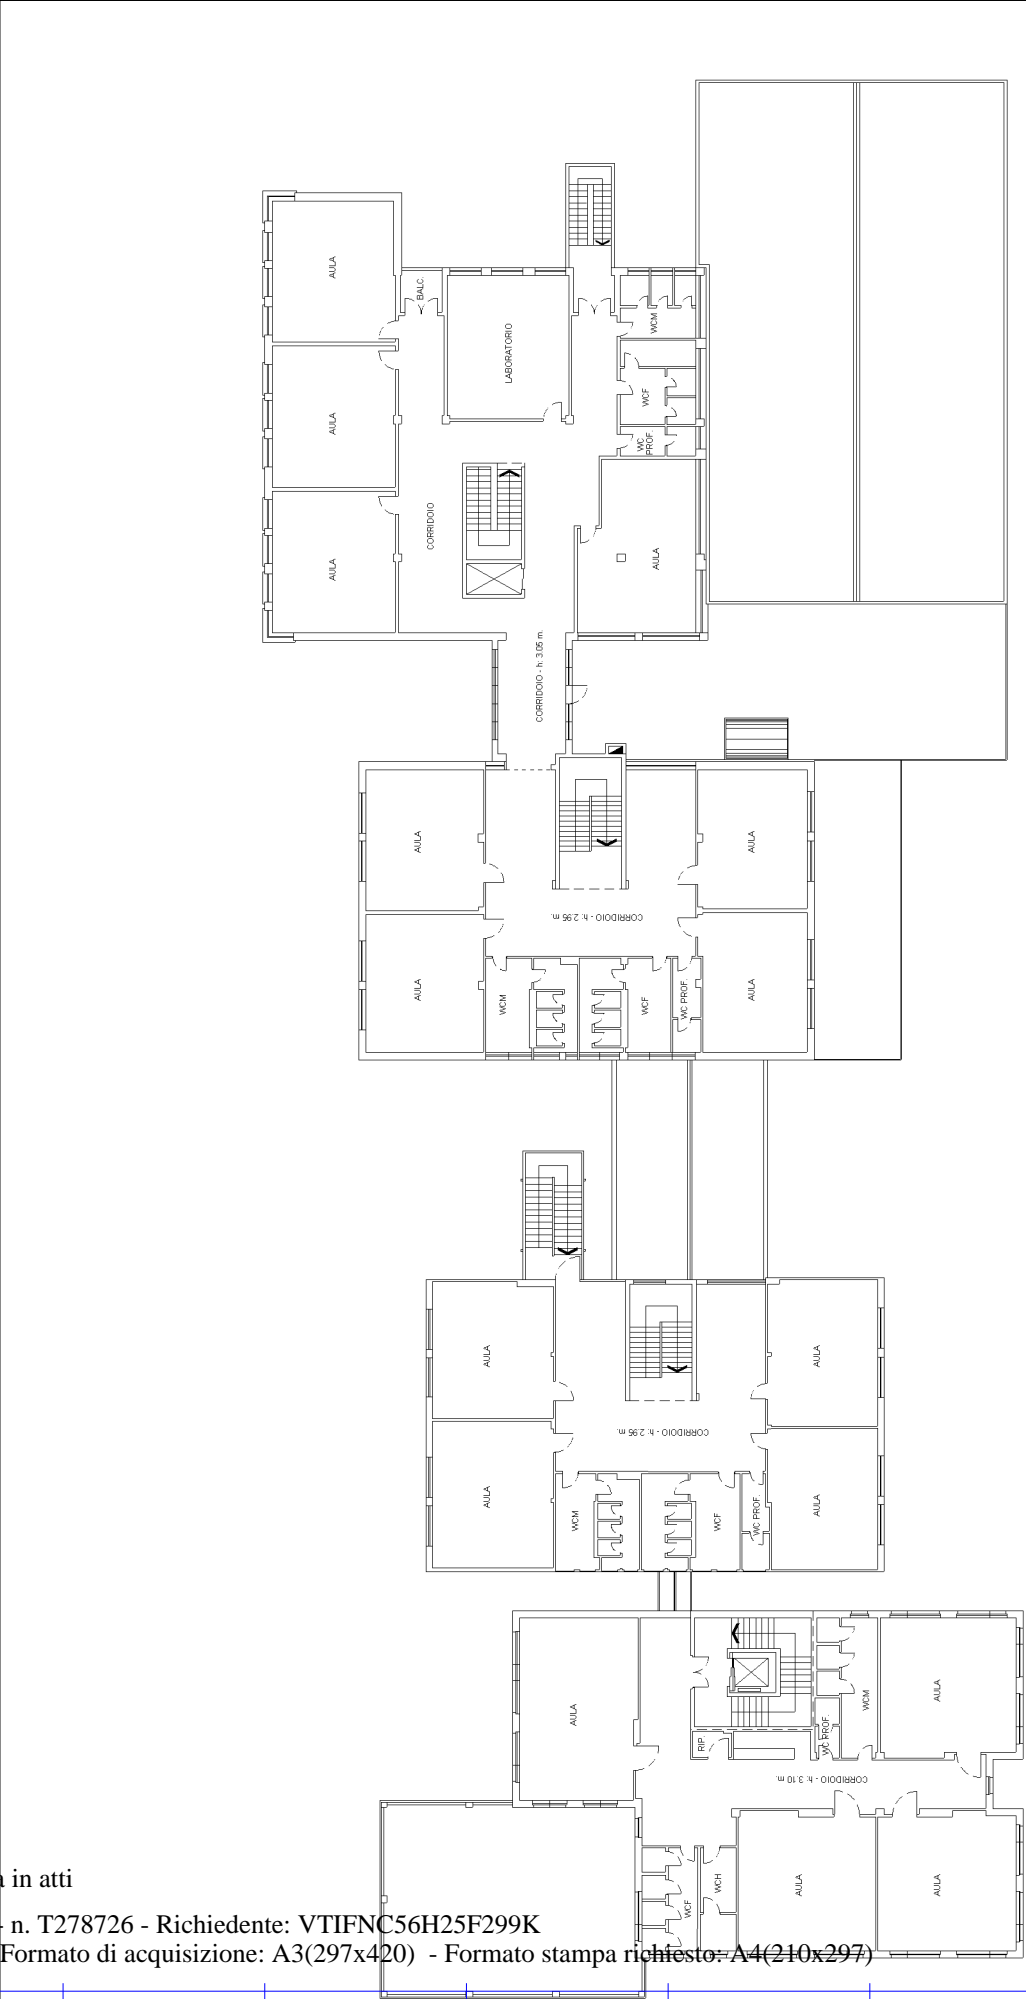 AULA
BALC.
LABORATORIO
WCM
AULA
WCF
WC
PROF.
CORRIDOIO
AULA
AULA
CORRIDOIO - h: 3.05 m.
AULA
AULA
CORRIDOIO - h: 2.95 m.
AULA
WCM
WCF
WC PROF.
AULA
AULA
AULA
CORRIDOIO - h: 2.95 m.
AULA
WCM
WCF
WC PROF.
AULA
AULA
WCM
AULA
WC PROF.
RIP.
CORRIDOIO - h: 3.10 m.
WCF
WCH
AULA
AULA
a in atti
- n. T278726 - Richiedente: VTIFNC56H25F299K
Formato di acquisizione: A3(297x420) - Formato stampa richiesto: A4(210x297)